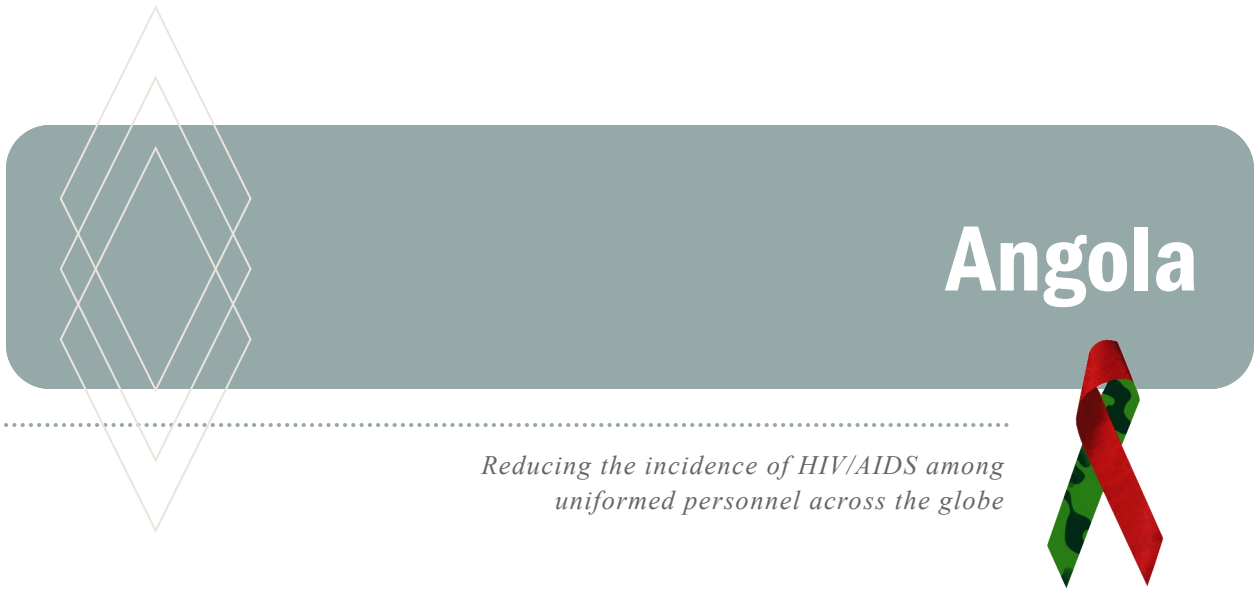 Angola
Reducing the incidence of HIV/AIDS among
uniformed personnel across the globe